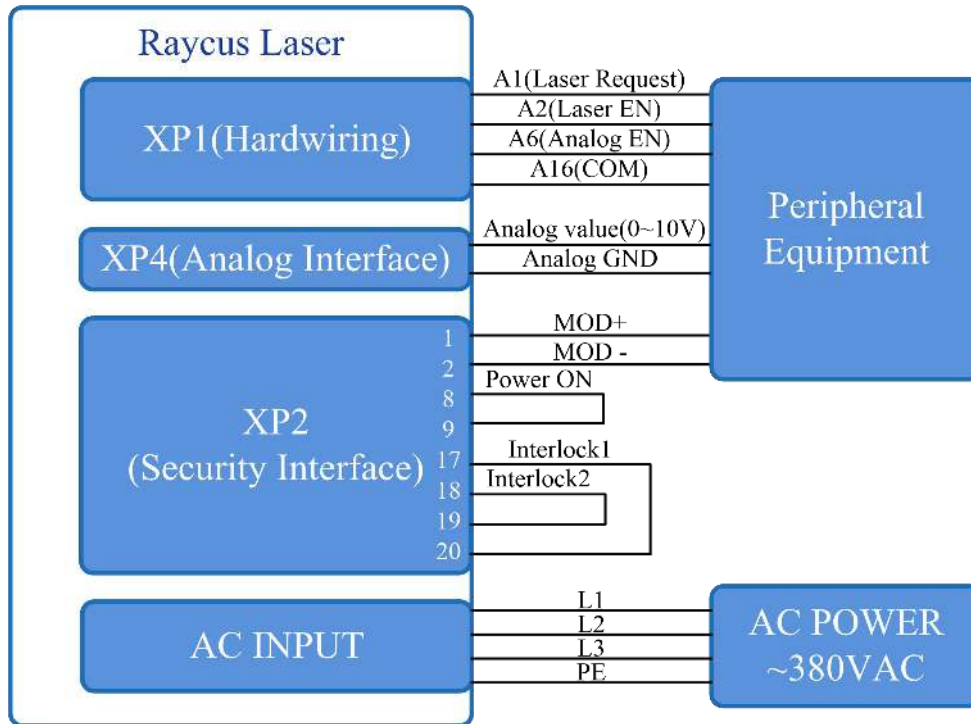 Raycus Laser
XP1(Hardwiring)
A1(Laser Request)
A2(Laser EN)
A6(Analog EN)
A16(COM)
Peripheral
Equipment
XP4(Analog Interface)
Analog value(0~10V)
Analog GND
XP2
(Security Interface)
1
2
8
9
17
18
19
20
MOD+
MOD -
Power ON
Interlock1
Interlock2
AC INPUT
L1
L2
L3
PE
AC POWER
~380VAC